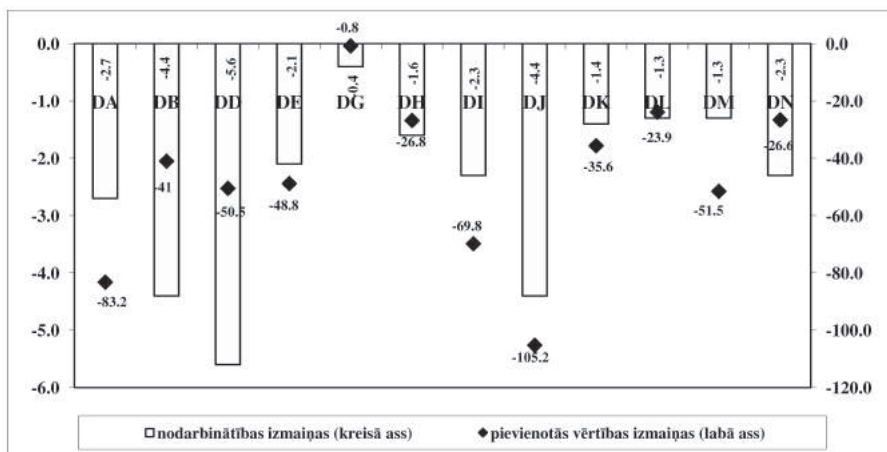 0.0 -2.7 -4.4 -5.6 -2.1 -0.8 -0.4 -1.6 -2.3 -4.4 -1.4 -1.3 -1.3 -2.3 0.0
-1.0 DA DB DD DE DG DH DI DJ DK DL DM DN -20.0
-26.8 -23.9 -26.6
-2.0 -41 -35.6 -40.0
-50.5 -48.8 -51.5
-3.0 -69.8 -60.0
-4.0 -83.2 -80.0
-5.0 -105.2 -100.0
-6.0 -120.0
nodarbinātības izmaiņas (kreisā ass) pievienotās vērtības izmaiņas (labā ass)